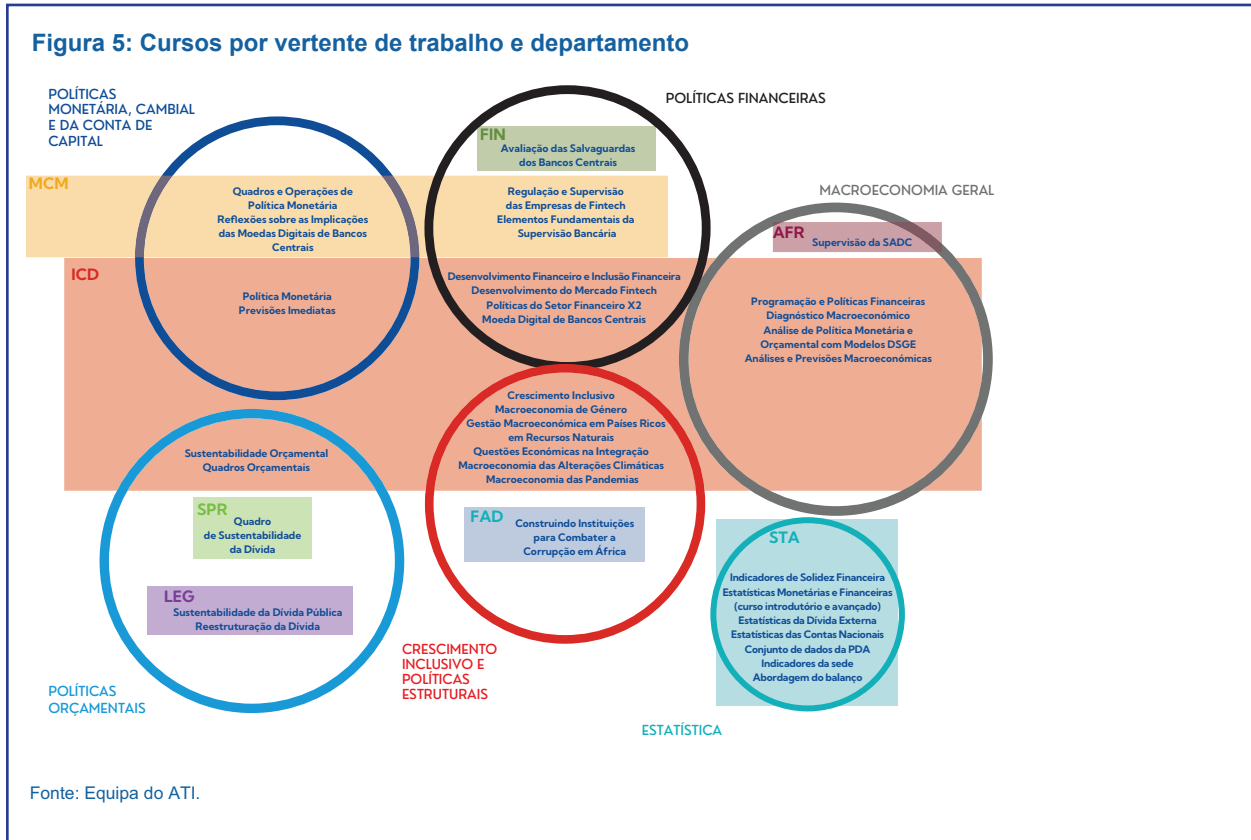 Figura 5: Cursos por vertente de trabalho e departamento
POLÍTICAS
MONETÁRIA, CAMBIAL
E DA CONTA DE
CAPITAL
POLÍTICAS FINANCEIRAS
FIN
Avaliação das Salvaguardas
dos Bancos Centrais
MCM
Quadros e Operações de
Política Monetária
Reflexões sobre as Implicações
das Moedas Digitais de Bancos
Centrais
Regulação e Supervisão
das Empresas de Fintech
Elementos Fundamentais da
Supervisão Bancária
MACROECONOMIA GERAL
AFR
Supervisão da SADC
ICD
Política Monetária
Previsões Imediatas
Desenvolvimento Financeiro e Inclusão Financeira
Desenvolvimento do Mercado Fintech
Políticas do Setor Financeiro X2
Moeda Digital de Bancos Centrais
Programação e Políticas Financeiras
Diagnóstico Macroeconómico
Análise de Política Monetária e
Orçamental com Modelos DSGE
Análises e Previsões Macroeconómicas
Crescimento Inclusivo
Macroeconomia de Género
Gestão Macroeconómica em Países Ricos
em Recursos Naturais
Questões Económicas na Integração
Macroeconomia das Alterações Climáticas
Macroeconomia das Pandemias
Sustentabilidade Orçamental
Quadros Orçamentais
SPR
Quadro
de Sustentabilidade
da Dívida
FAD
Construindo Instituições
para Combater a
Corrupção em África
STA
Indicadores de Solidez Financeira
Estatísticas Monetárias e Financeiras
(curso introdutório e avançado)
Estatísticas da Dívida Externa
Estatísticas das Contas Nacionais
Conjunto de dados da PDA
Indicadores da sede
Abordagem do balanço
LEG
Sustentabilidade da Dívida Pública
Reestruturação da Dívida
CRESCIMENTO
INCLUSIVO E
POLÍTICAS
ESTRUTURAIS
POLÍTICAS
ORÇAMENTAIS
ESTATÍSTICA
Fonte: Equipa do ATI.